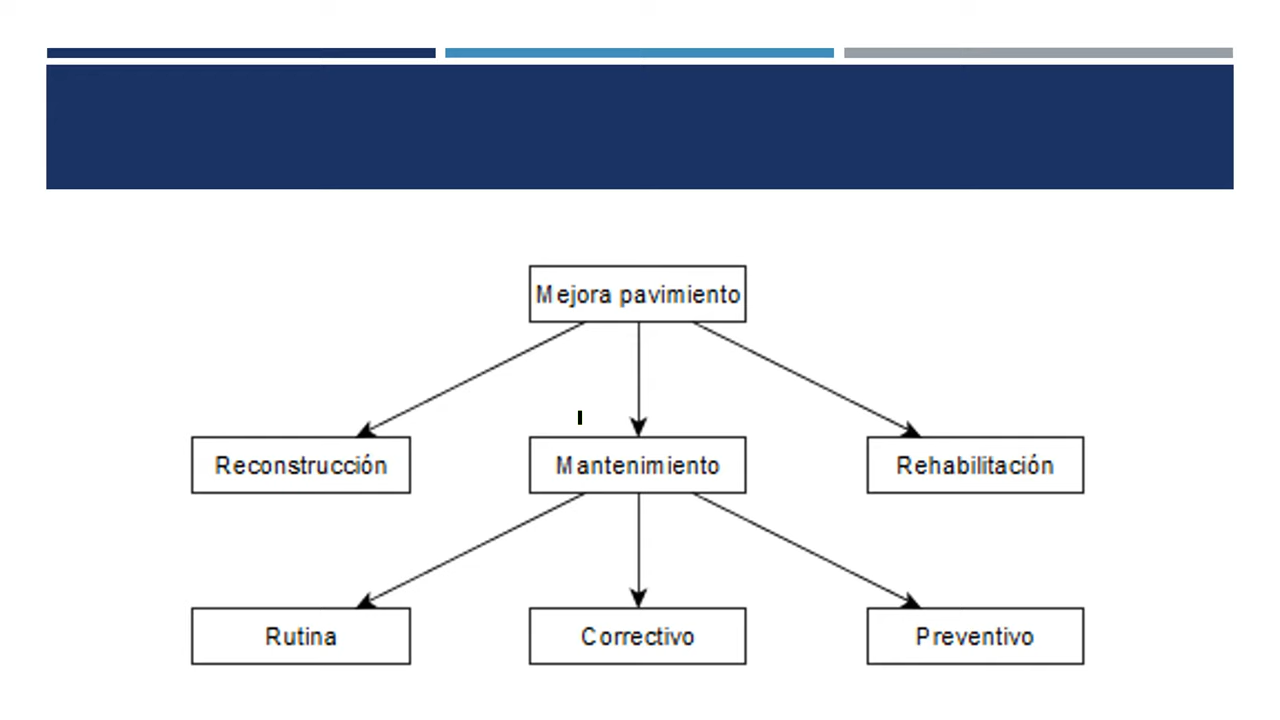 Mejora pavimiento
Reconstrucción
Mantenimiento
Rehabilitación
Rutina
Correctivo
Preventivo